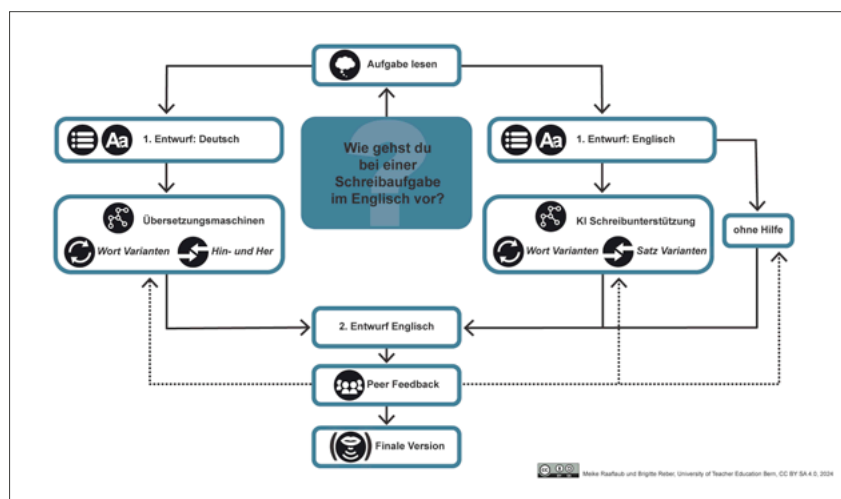 Aufgabe lesen
1. Entwurf: Deutsch
Aa
Wie gehst du
bei einer
Schreibaufgabe
im Englisch vor?
?
1. Entwurf: Englisch
Aa
Übersetzungsmaschinen
Wort Varianten
Hin- und Her
KI Schreibunterstützung
Wort Varianten
Satz Varianten
ohne Hilfe
2. Entwurf Englisch
Peer Feedback
Finale Version
Meike Raaflaub und Brigitte Reber, University of Teacher Education Bern, CC BY SA 4.0, 2024